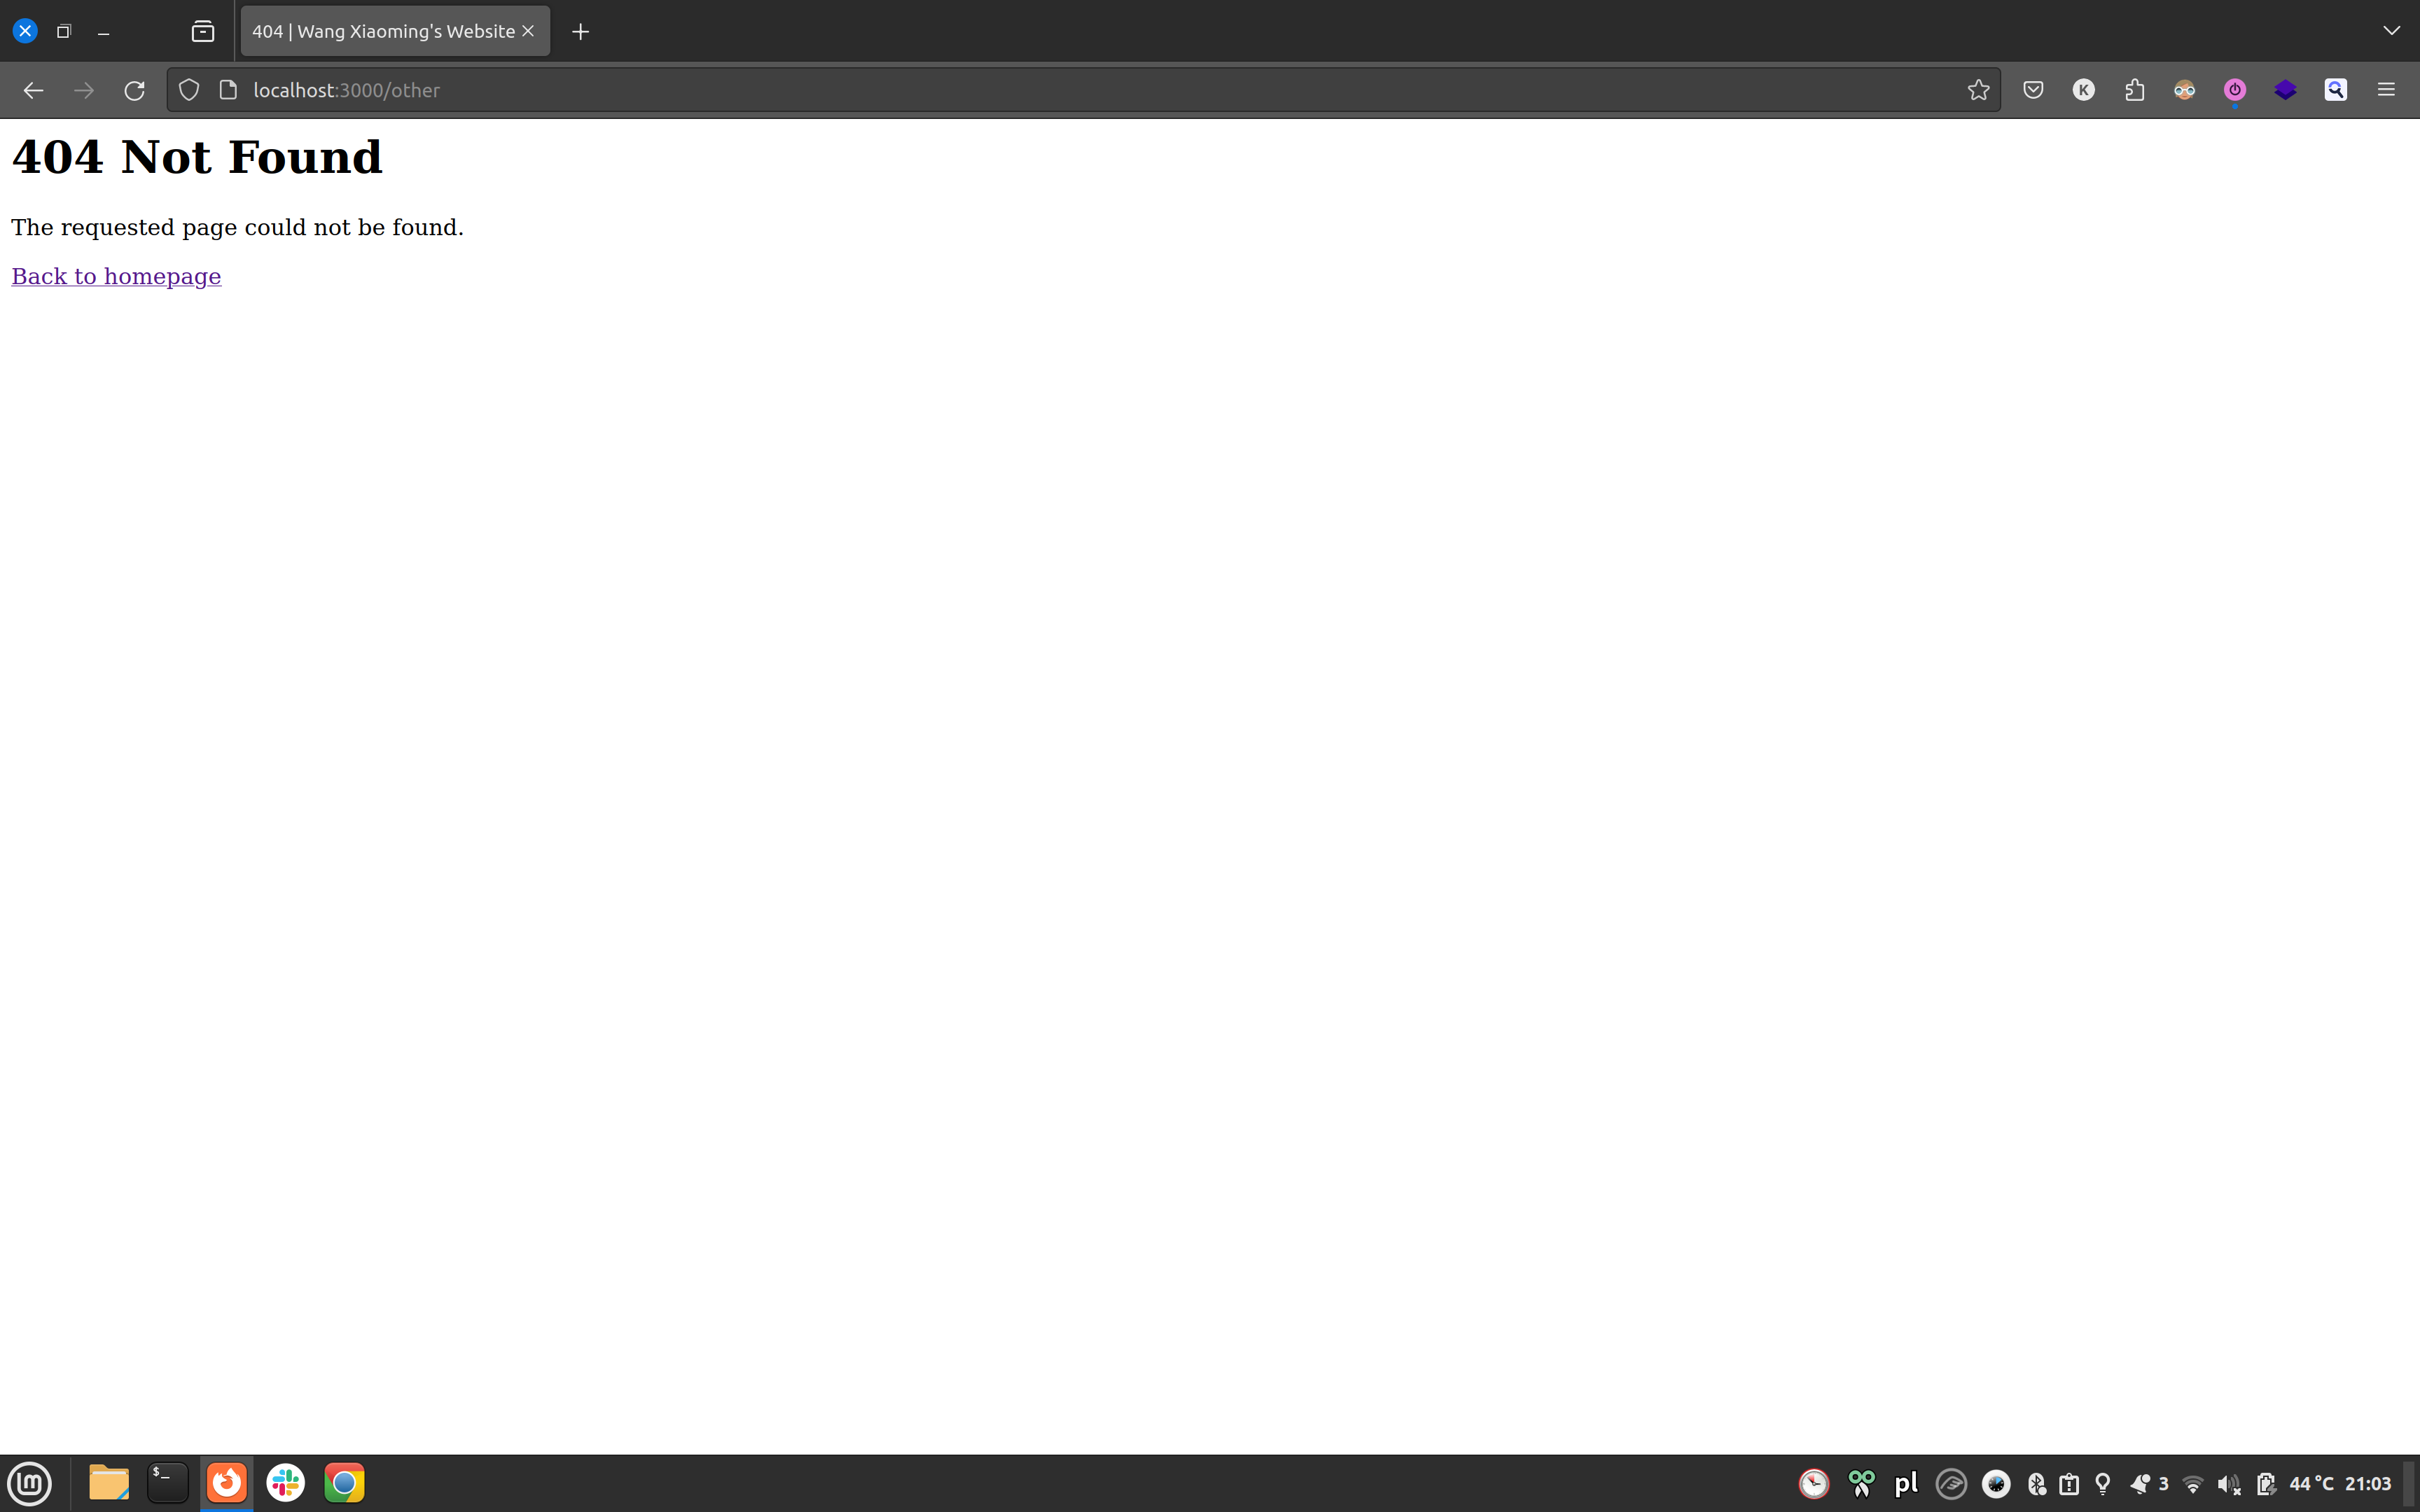 404 | Wang Xiaoming's Website
localhost:3000/other
K
404 Not Found
The requested page could not be found.
Back to homepage
$_
pl
3
44 °C 21:03